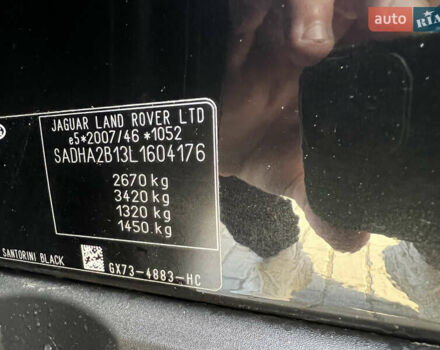 auto RIA
JAGUAR LAND ROVER LTD
e5*2007/46 *1052
SADHA2B13L1604176
2670 kg
3420 kg
1320 kg
1450 kg
SANTORINI BLACK
GX73-4883-HC